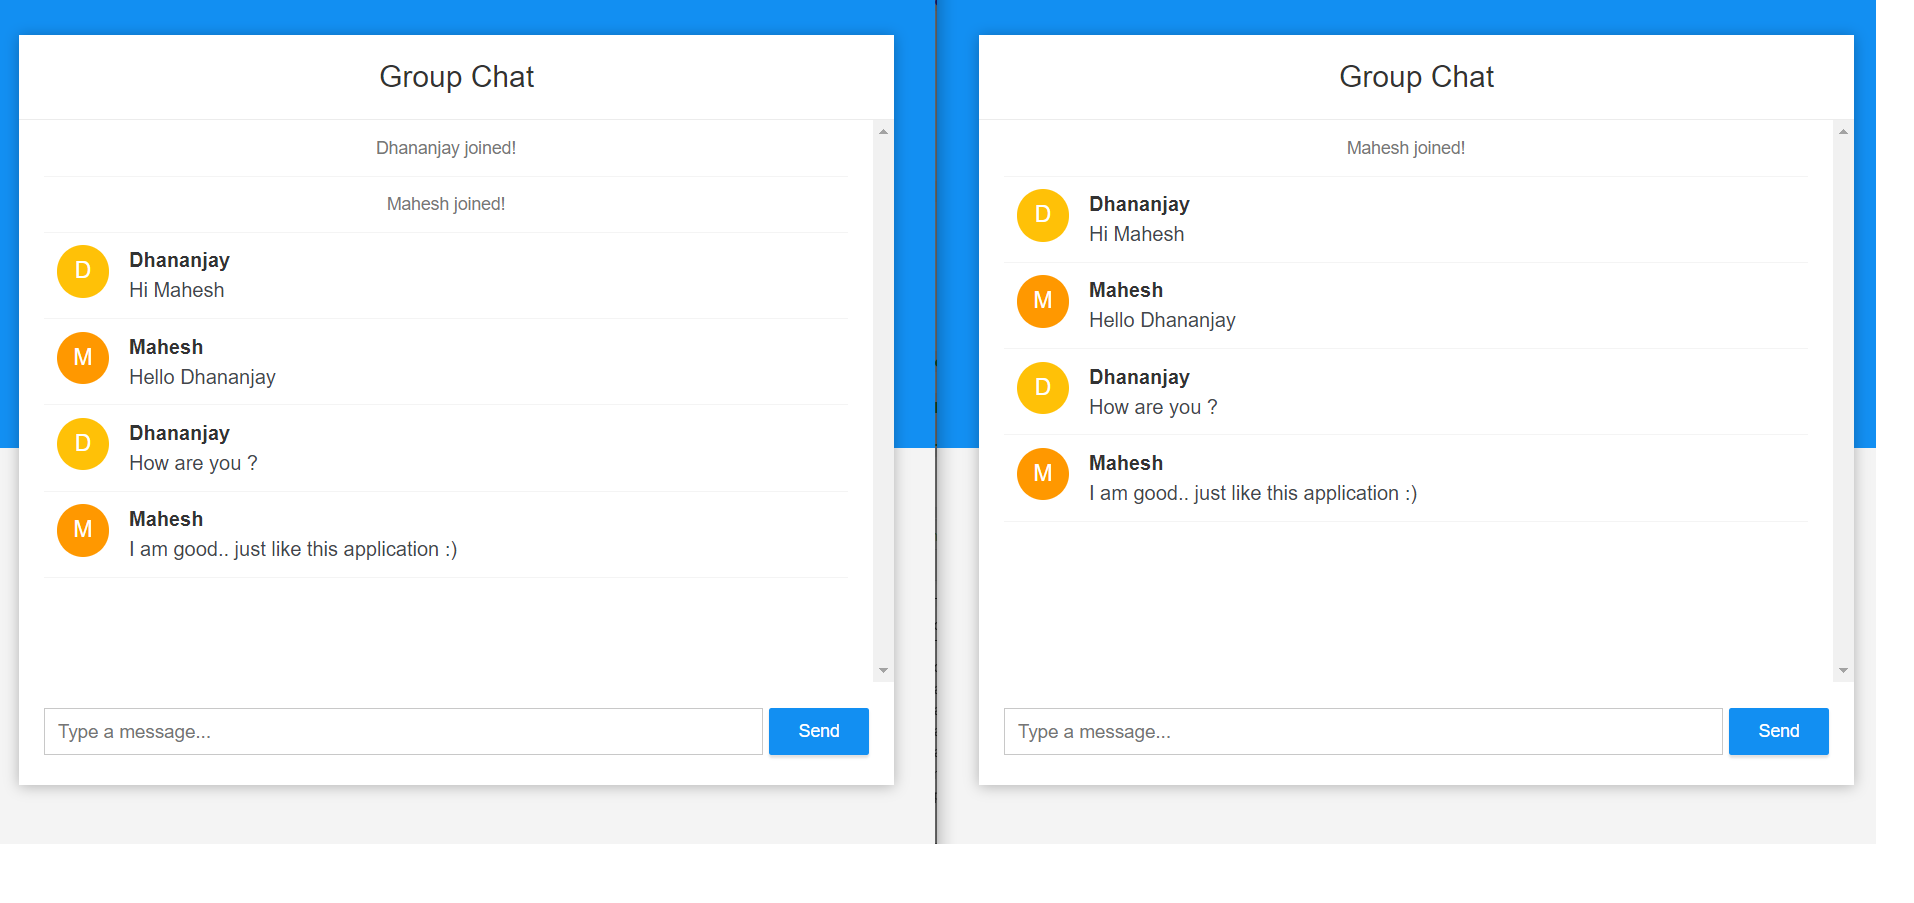 Group Chat
Dhananjay joined!
Mahesh joined!
D
Dhananjay
Hi Mahesh
M
Mahesh
Hello Dhananjay
D
Dhananjay
How are you ?
M
Mahesh
I am good.. just like this application :)
Type a message...
Send
Group Chat
Mahesh joined!
D
Dhananjay
Hi Mahesh
M
Mahesh
Hello Dhananjay
D
Dhananjay
How are you ?
M
Mahesh
I am good.. just like this application :)
Type a message...
Send